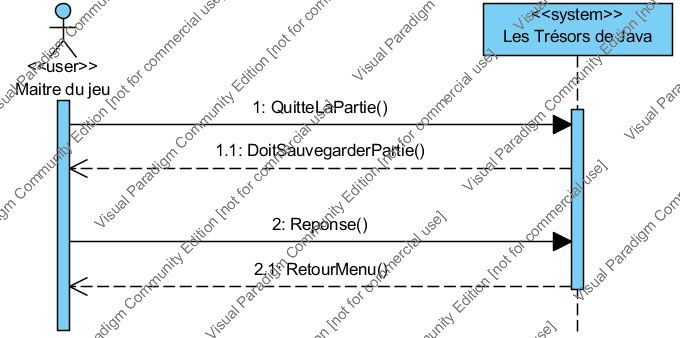 <<user>>
Maitre du jeu
<<system>>
Les Trésors de Java
1: QuitteLaPartie()
1.1: DoitSauvegarderPartie()
2: Reponse()
2.1: RetourMenu()
Visual Paradigm Community Edition [not for commercial use]